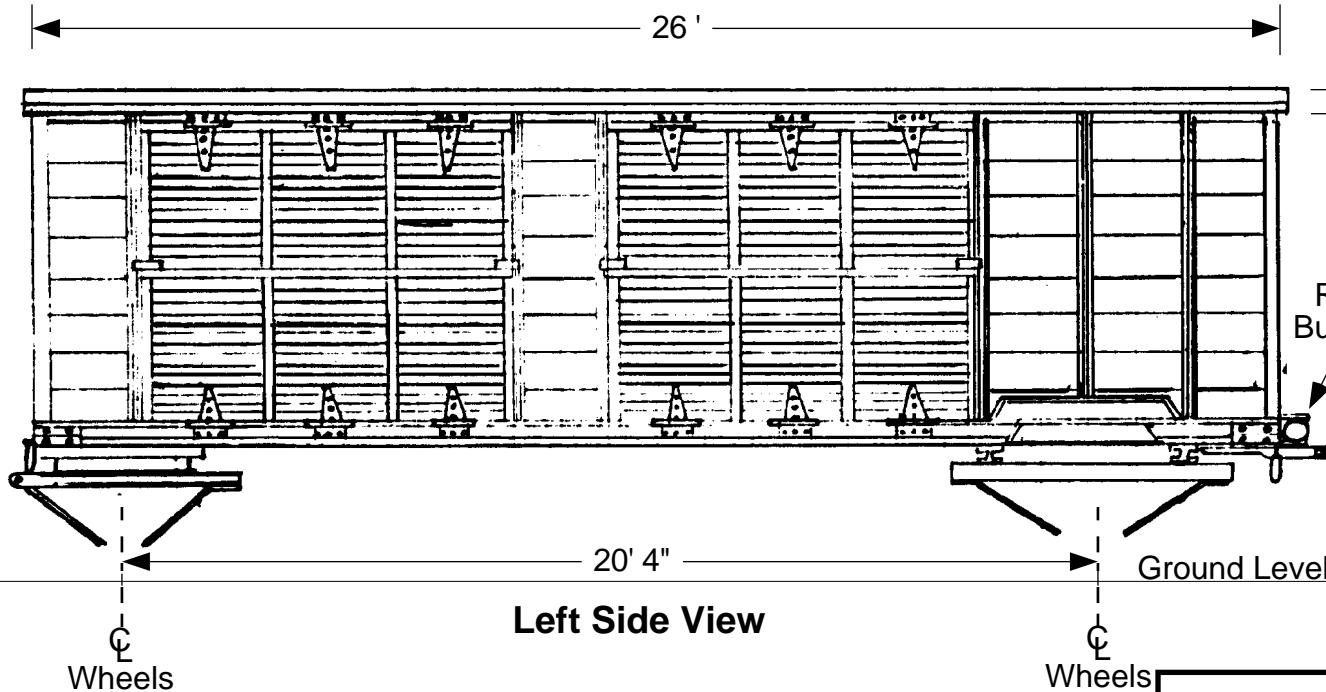 26 '
20' 4"
Ground Level
Left Side View
℄
Wheels
℄
Wheels